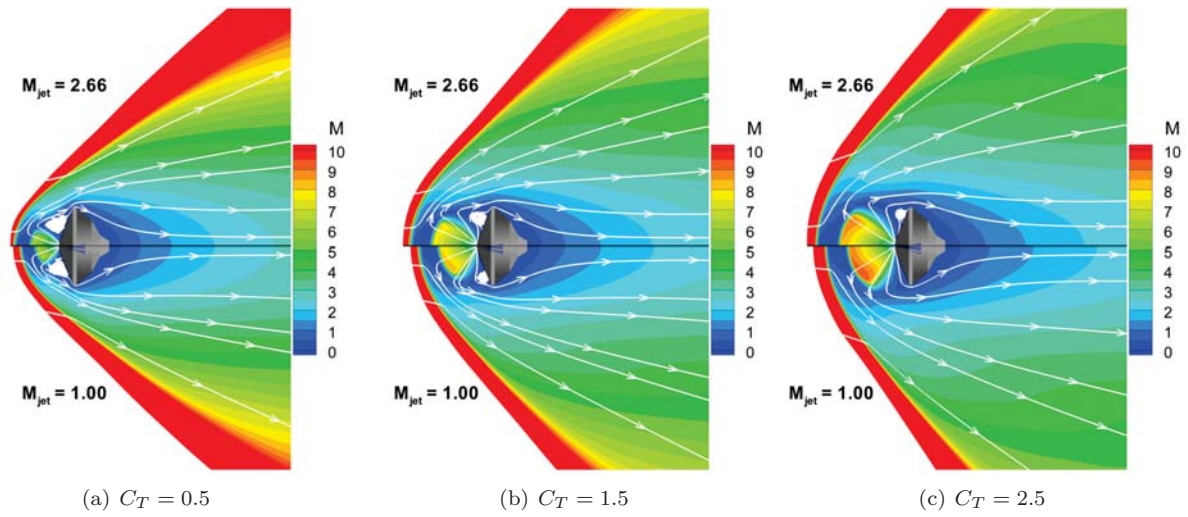 M_jet = 2.66
M
10
9
8
7
6
5
4
3
2
1
0
M_jet = 1.00
(a) C_T = 0.5
M_jet = 2.66
M
10
9
8
7
6
5
4
3
2
1
0
M_jet = 1.00
(b) C_T = 1.5
M_jet = 2.66
M
10
9
8
7
6
5
4
3
2
1
0
M_jet = 1.00
(c) C_T = 2.5